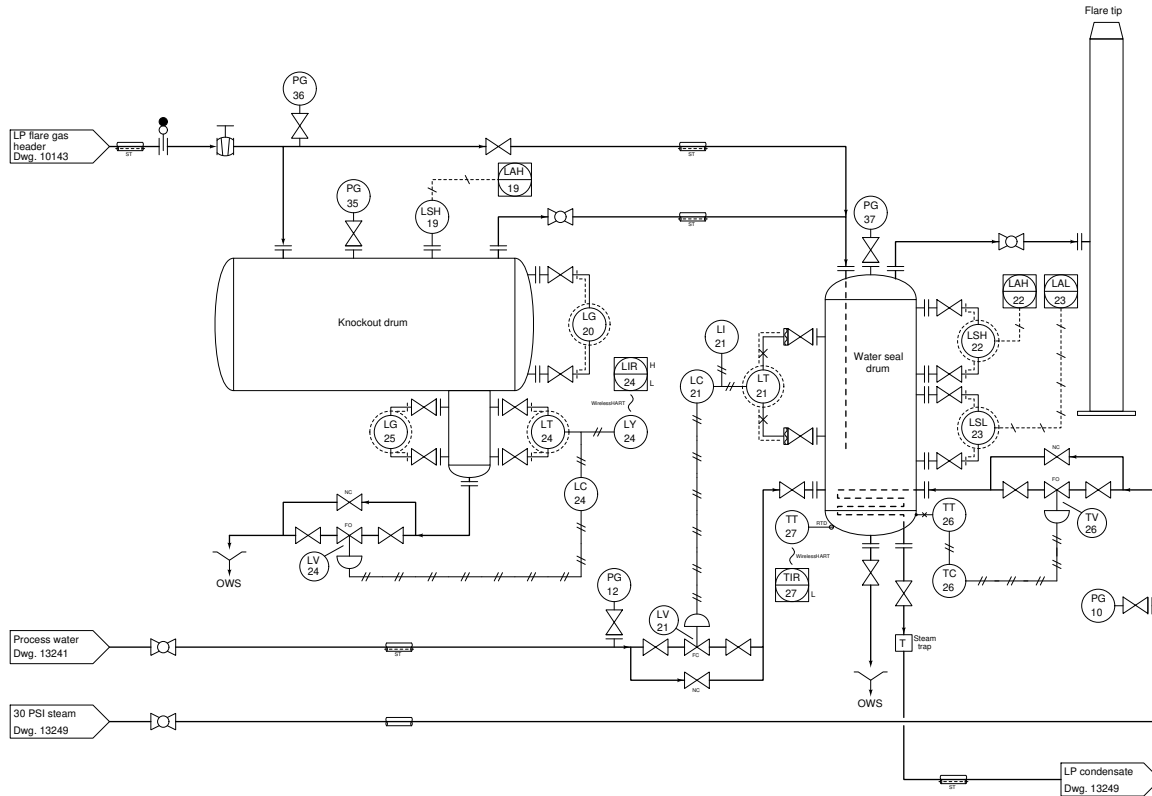 Flare tip
PG
36
LP flare gas
header
Dwg. 10143
ST
ST
LAH
19
PG
35
LSH
19
PG
37
ST
LAH
22
LAL
23
Knockout drum
LG
20
LI
21
Water seal
drum
LSH
22
LIR
24
H
L
LC
21
LT
21
WirelessHART
LG
25
LT
24
LY
24
LSL
23
NC
LC
24
NC
FO
FO
TT
27
RTD
TT
26
TV
26
LV
24
WirelessHART
OWS
TIR
27
L
TC
26
PG
12
PG
10
LV
21
Process water
Dwg. 13241
ST
FC
T
Steam
trap
NC
OWS
30 PSI steam
Dwg. 13249
LP condensate
Dwg. 13249
ST